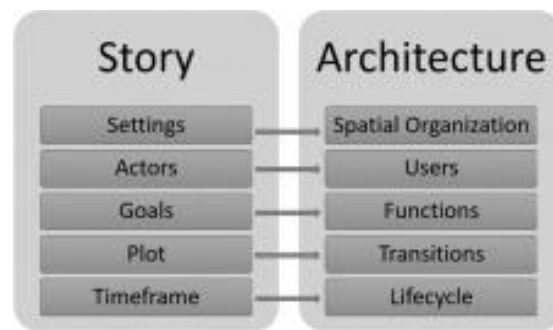 Story
Architecture
Settings
Spatial Organization
Actors
Users
Goals
Functions
Plot
Transitions
Timeframe
Lifecycle